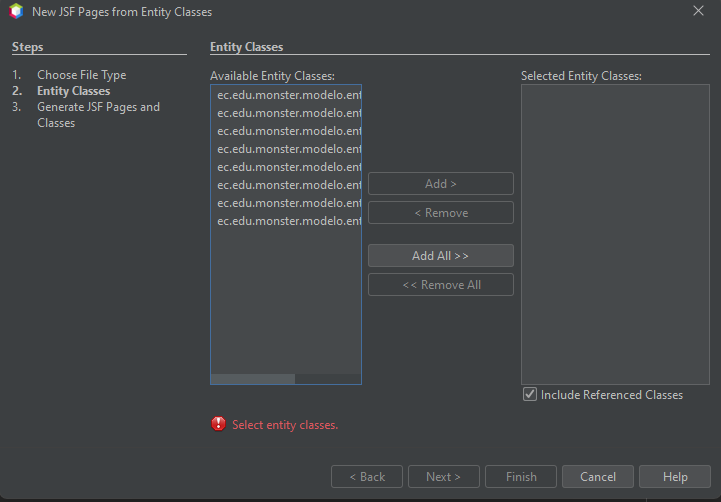 New JSF Pages from Entity Classes
Steps
1. Choose File Type
2. Entity Classes
3. Generate JSF Pages and
Classes
Entity Classes
Available Entity Classes:
ec.edu.monster.modelo.ent
ec.edu.monster.modelo.ent
ec.edu.monster.modelo.ent
ec.edu.monster.modelo.ent
ec.edu.monster.modelo.ent
ec.edu.monster.modelo.ent
ec.edu.monster.modelo.ent
ec.edu.monster.modelo.ent
Add >
< Remove
Add All >>
<< Remove All
Selected Entity Classes:
Include Referenced Classes
Select entity classes.
< Back
Next >
Finish
Cancel
Help